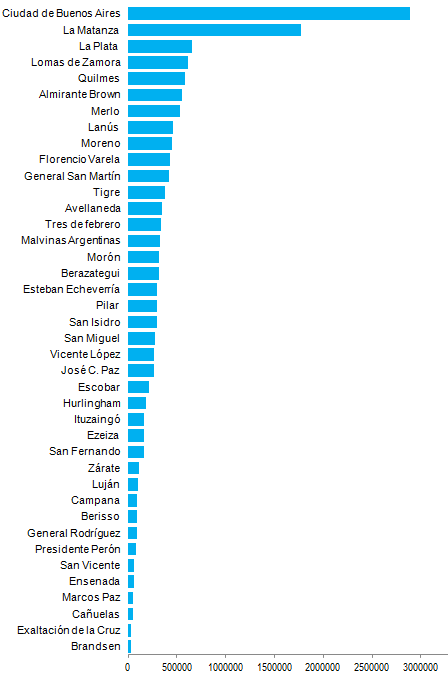 Ciudad de Buenos Aires
La Matanza
La Plata
Lomas de Zamora
Quilmes
Almirante Brown
Merlo
Lanús
Moreno
Florencio Varela
General San Martín
Tigre
Avellaneda
Tres de febrero
Malvinas Argentinas
Morón
Berazategui
Esteban Echeverría
Pilar
San Isidro
San Miguel
Vicente López
José C. Paz
Escobar
Hurlingham
Ituzaingó
Ezeiza
San Fernando
Zárate
Luján
Campana
Berisso
General Rodríguez
Presidente Perón
San Vicente
Ensenada
Marcos Paz
Cañuelas
Exaltación de la Cruz
Brandsen
0 500000 1000000 1500000 2000000 2500000 3000000